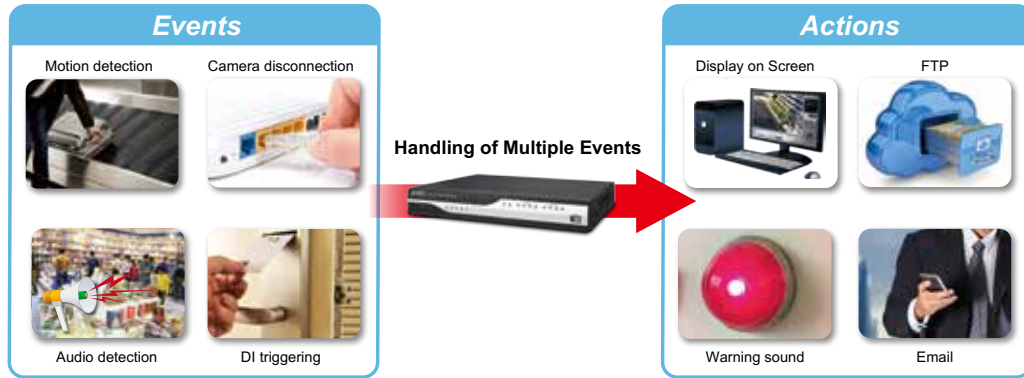 Events
Motion detection
Camera disconnection
Audio detection
DI triggering
Handling of Multiple Events
Actions
Display on Screen
FTP
Warning sound
Email